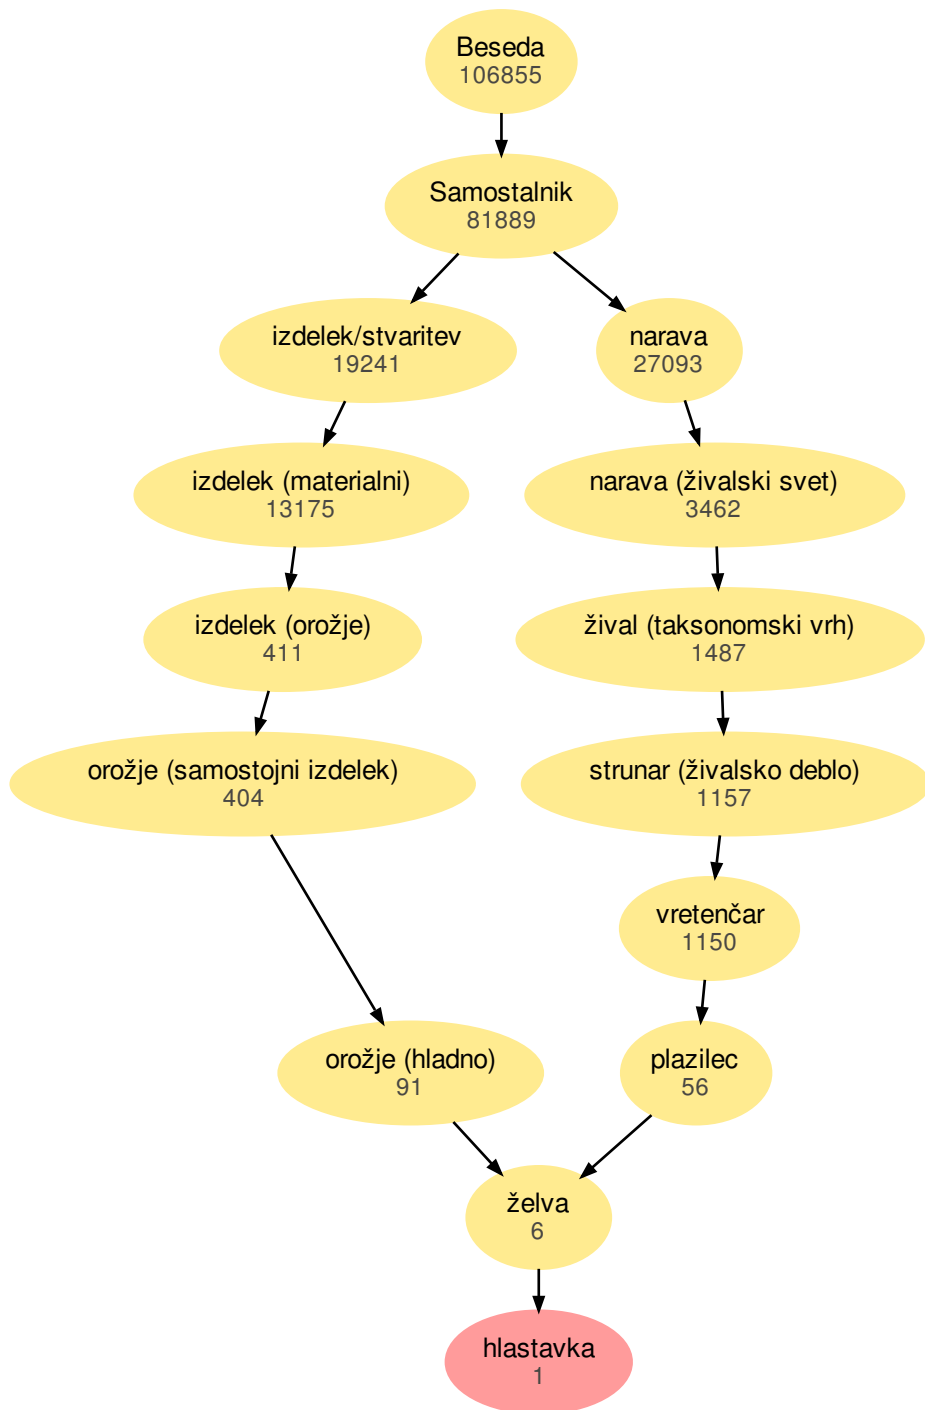 Beseda
106855
Samostalnik
81889
izdelek/stvaritev
19241
narava
27093
izdelek (materialni)
13175
narava (živalski svet)
3462
izdelek (orožje)
411
žival (taksonomski vrh)
1487
orožje (samostojni izdelek)
404
strunar (živalsko deblo)
1157
vretenčar
1150
orožje (hladno)
91
plazilec
56
želva
6
hlastavka
1